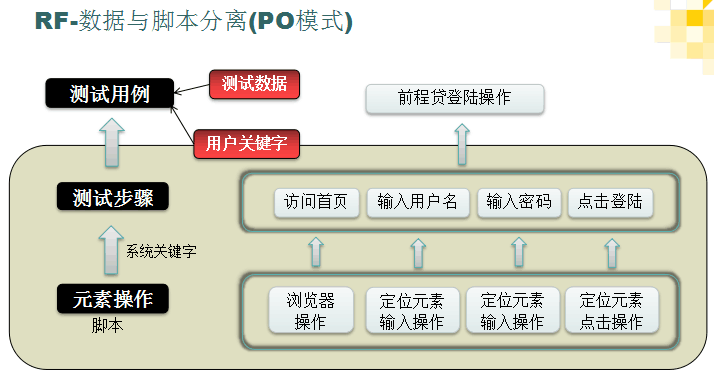 RF-数据与脚本分离(PO模式)
测试用例
测试数据
用户关键字
前程贷登陆操作
测试步骤
访问首页
输入用户名
输入密码
点击登陆
系统关键字
元素操作
脚本
浏览器
操作
定位元素
输入操作
定位元素
输入操作
定位元素
点击操作